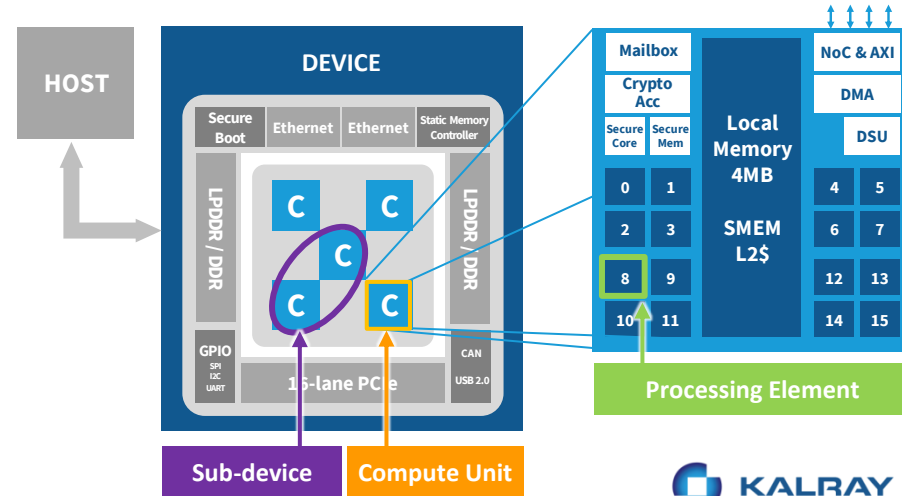 HOST
DEVICE
Secure
Boot
Ethernet
Ethernet
Static Memory
Controller
LPDDR / DDR
LPDDR / DDR
C
C
C
C
C
GPIO
SPI
I2C
UART
16-lane PCIe
CAN
USB 2.0
Sub-device
Compute Unit
Mailbox
Crypto
Acc
Secure
Core
Secure
Mem
Local
Memory
4MB
SMEM
L2$
NoC & AXI
DMA
DSU
0
1
2
3
8
9
10
11
4
5
6
7
12
13
14
15
Processing Element
KALRAY